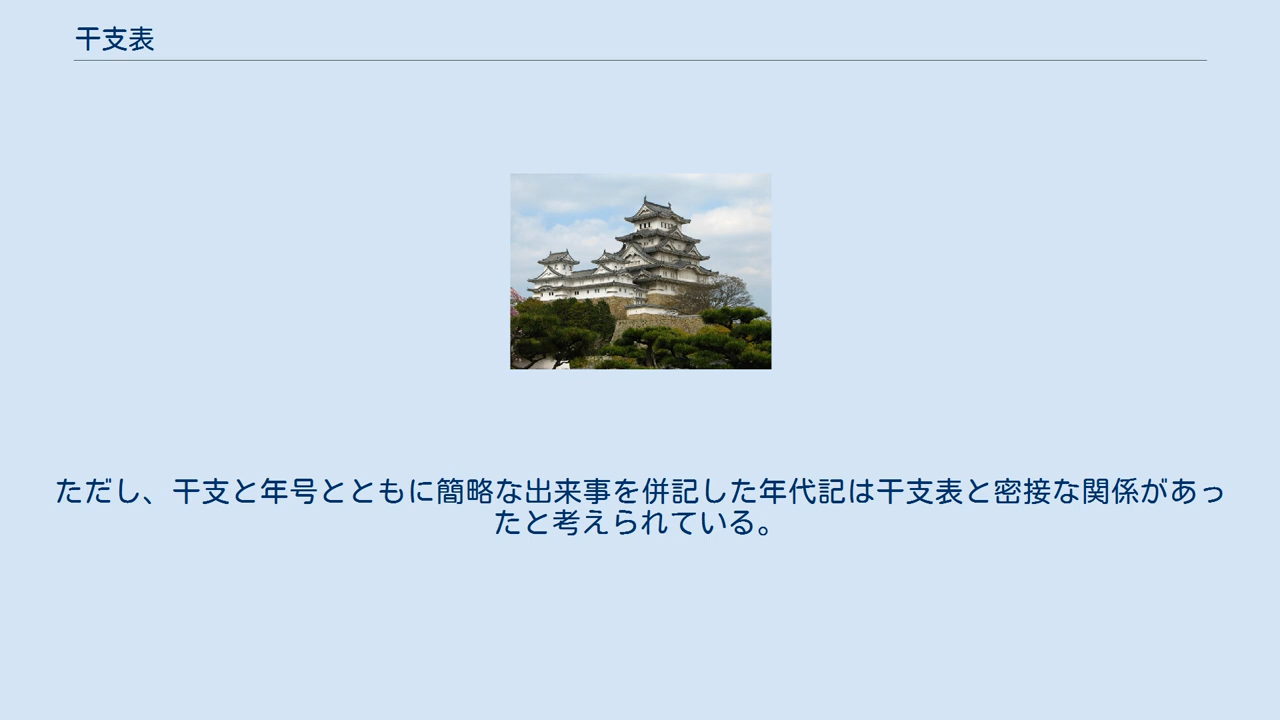 干支表
ただし、干支と年号とともに簡略な出来事を併記した年代記は干支表と密接な関係があっ
たと考えられている。